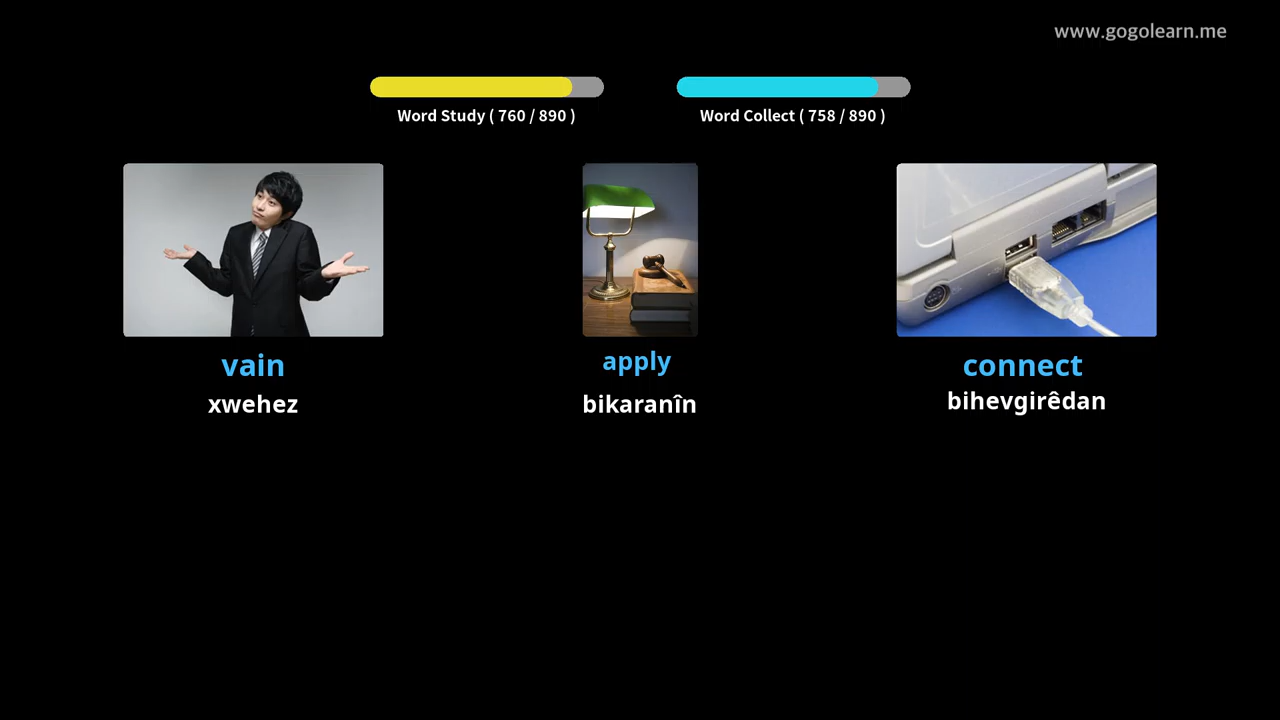 www.gogolearn.me
Word Study ( 760 / 890 )
Word Collect ( 758 / 890 )
vain
apply
connect
xwehez
bikaranîn
bihevgirêdan